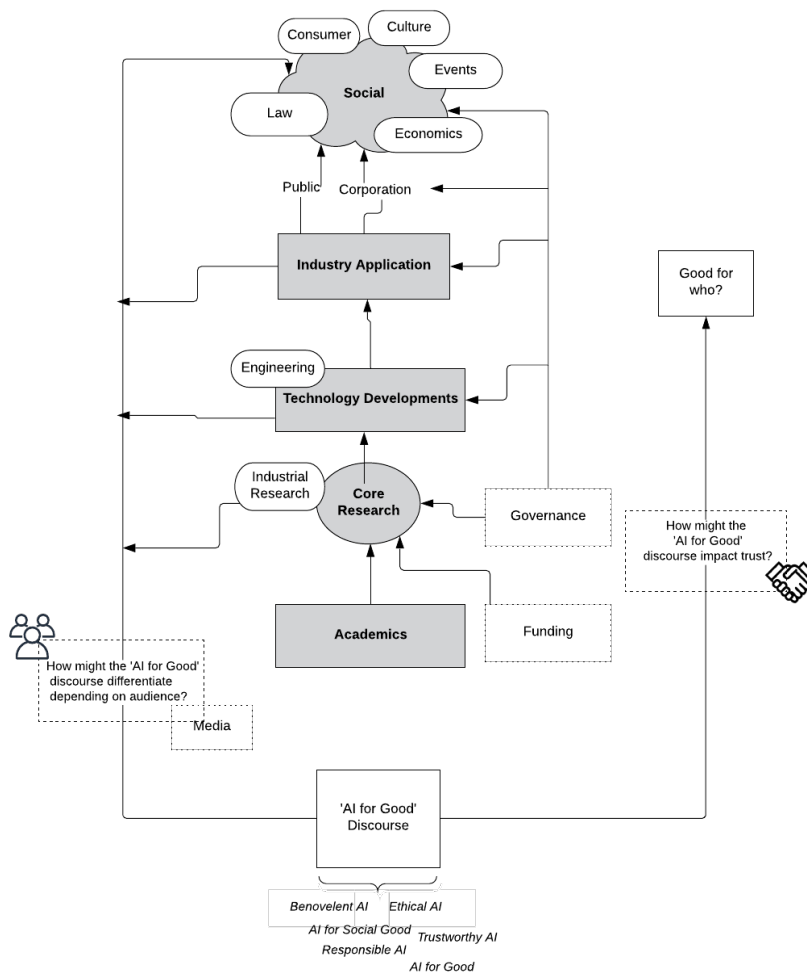 Consumer
Culture
Events
Social
Law
Economics
Public
Corporation
Industry Application
Good for
who?
Engineering
Technology Developments
Industrial
Research
Core
Research
Governance
How might the
'AI for Good'
discourse impact trust?
Academics
Funding
How might the 'AI for Good'
discourse differentiate
depending on audience?
Media
'AI for Good'
Discourse
Benovelent AI
Ethical AI
AI for Social Good
Trustworthy AI
Responsible AI
AI for Good